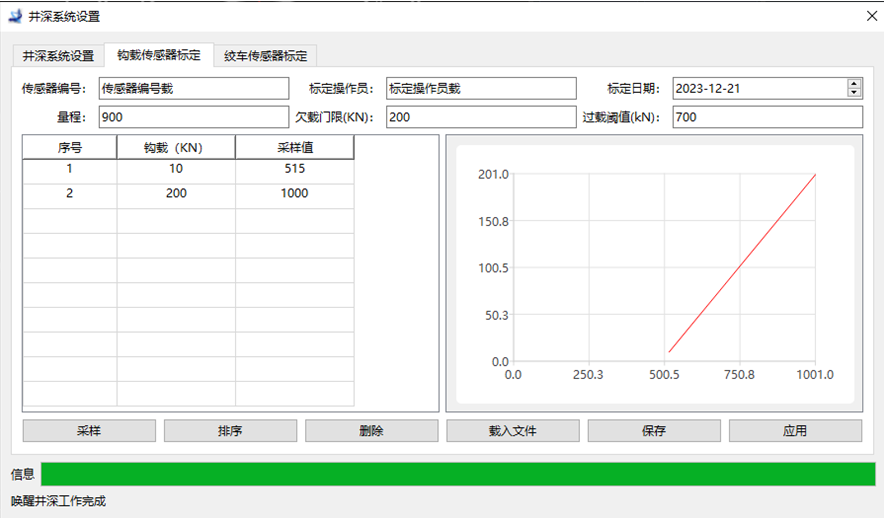 井深系统设置
井深系统设置 钩载传感器标定 绞车传感器标定
传感器编号: 传感器编号载 标定操作员: 标定操作员载 标定日期: 2023-12-21
量程: 900 欠载门限(KN): 200 过载阈值(kN): 700
序号 钩载（KN） 采样值
1 10 515
2 200 1000
201.0
150.8
100.5
50.3
0.0
0.0 250.3 500.5 750.8 1001.0
采样 排序 删除 载入文件 保存 应用
信息
唤醒井深工作完成